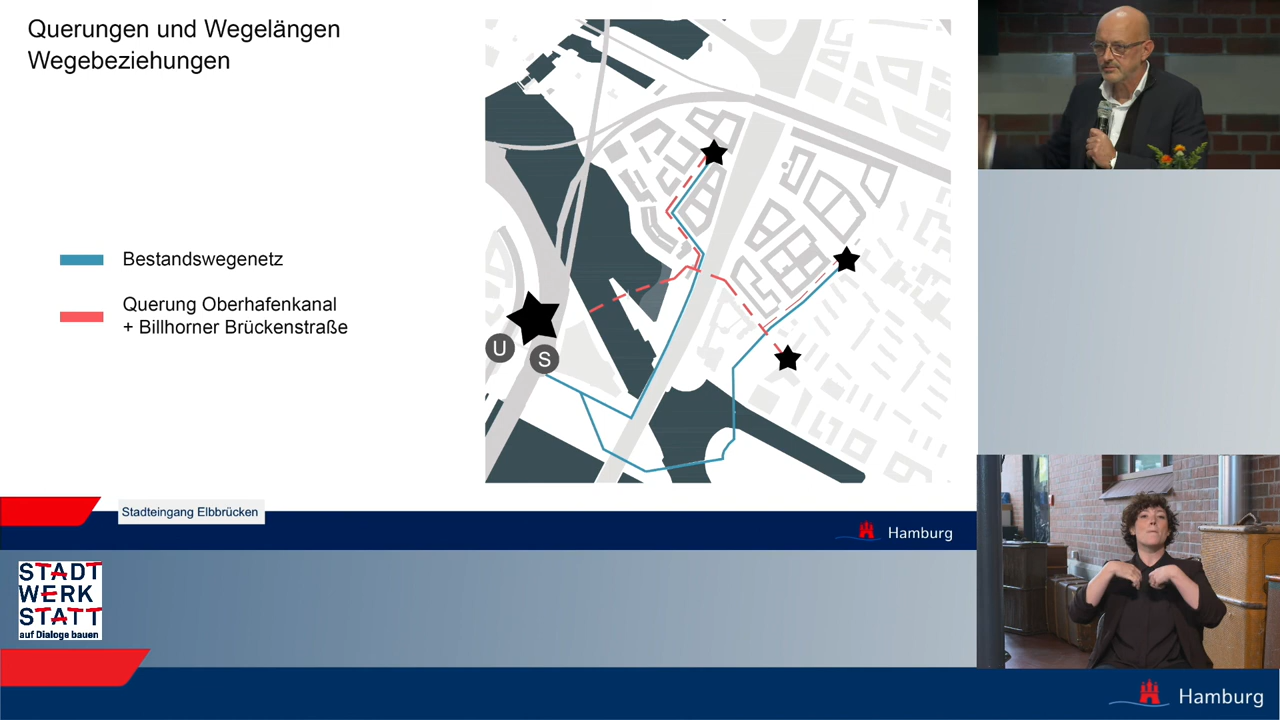 Querungen und Wegelängen
Wegebeziehungen
Bestandswegenetz
Querung Oberhafenkanal
+ Billhorner Brückenstraße
U
S
Stadteingang Elbbrücken
Hamburg
STADT
WERK
STATT
auf Dialoge bauen
Hamburg